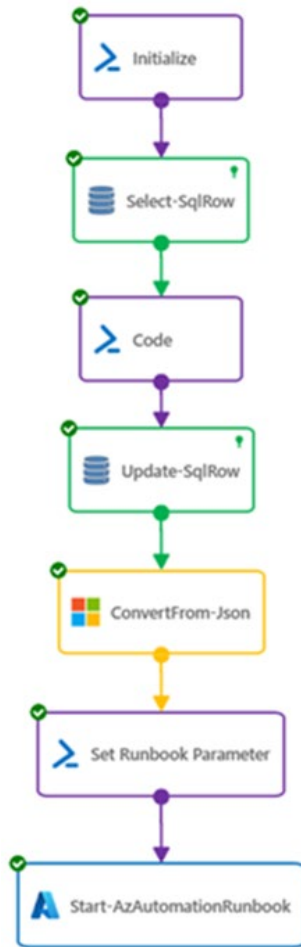 Initialize
Select-SqlRow
Code
Update-SqlRow
ConvertFrom-Json
Set Runbook Parameter
Start-AzAutomationRunbook